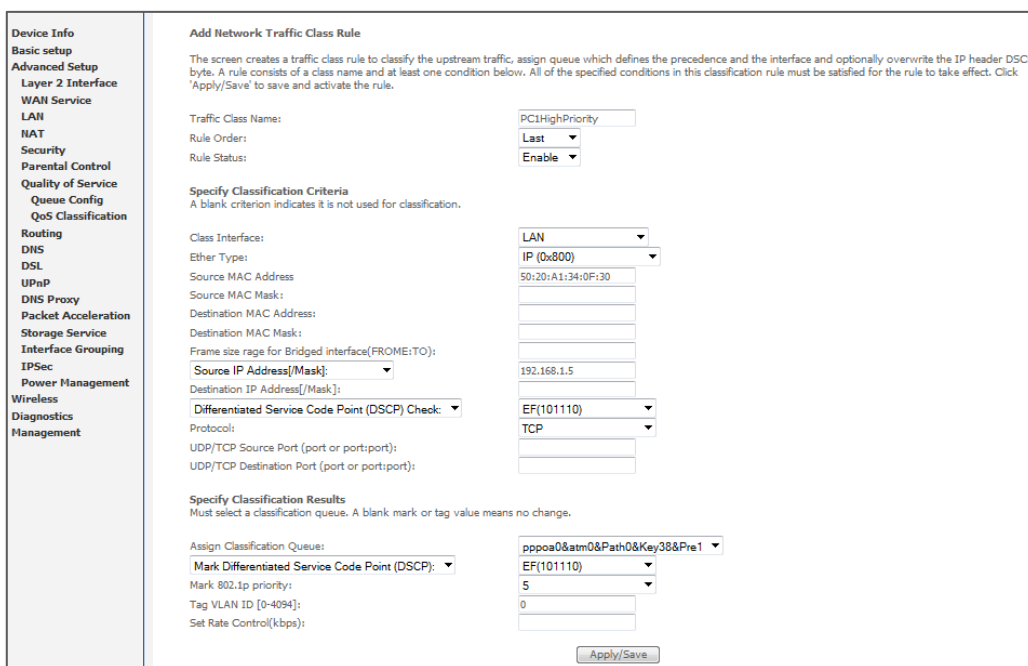 Device Info
Basic setup
Advanced Setup
Layer 2 Interface
WAN Service
LAN
NAT
Security
Parental Control
Quality of Service
Queue Config
QoS Classification
Routing
DNS
DSL
UPnP
DNS Proxy
Packet Acceleration
Storage Service
Interface Grouping
IPSec
Power Management
Wireless
Diagnostics
Management
Add Network Traffic Class Rule
The screen creates a traffic class rule to classify the upstream traffic, assign queue which defines the precedence and the interface and optionally overwrite the IP header DSC
byte. A rule consists of a class name and at least one condition below. All of the specified conditions in this classification rule must be satisfied for the rule to take effect. Click
'Apply/Save' to save and activate the rule.
Traffic Class Name: PC1HighPriority
Rule Order: Last
Rule Status: Enable
Specify Classification Criteria
A blank criterion indicates it is not used for classification.
Class Interface: LAN
Ether Type: IP (0x800)
Source MAC Address 50:20:A1:34:0F:30
Source MAC Mask:
Destination MAC Address:
Destination MAC Mask:
Frame size rage for Bridged interface(FROME:TO):
Source IP Address[/Mask]: 192.168.1.5
Destination IP Address[/Mask]:
Differentiated Service Code Point (DSCP) Check: EF(101110)
Protocol: TCP
UDP/TCP Source Port (port or port:port):
UDP/TCP Destination Port (port or port:port):
Specify Classification Results
Must select a classification queue. A blank mark or tag value means no change.
Assign Classification Queue: pppoa0&atm0&Path0&Key38&Pre1
Mark Differentiated Service Code Point (DSCP): EF(101110)
Mark 802.1p priority: 5
Tag VLAN ID [0-4094]: 0
Set Rate Control(kbps):
Apply/Save